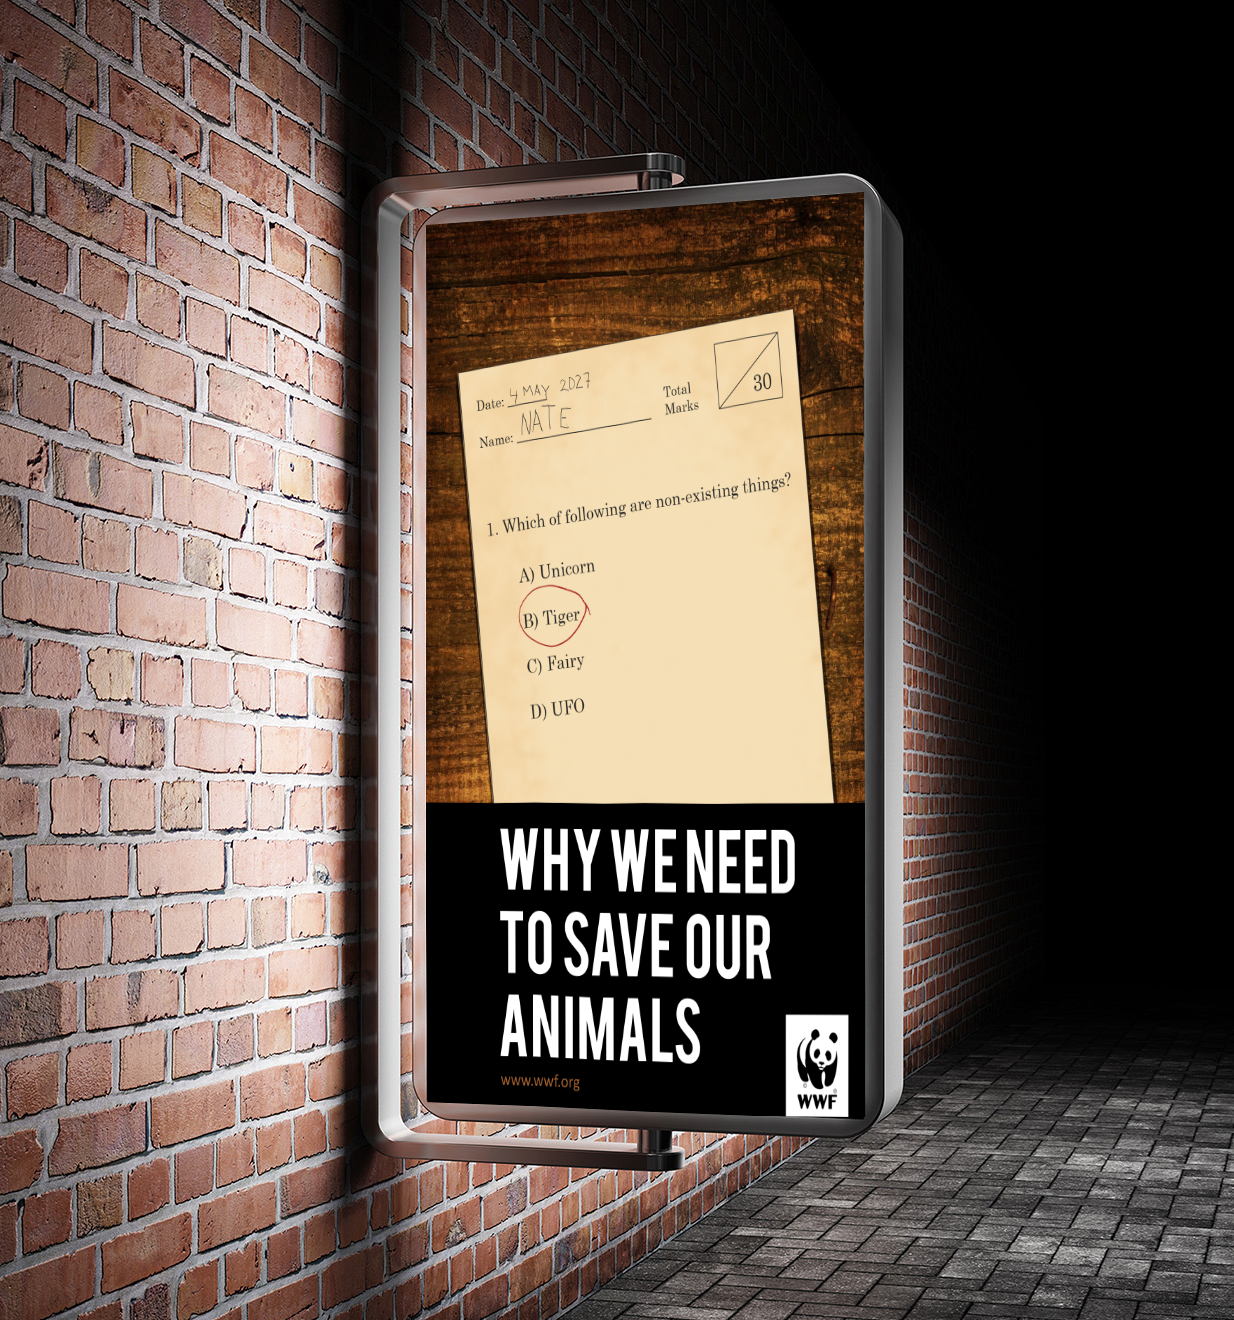 Date: 4 MAY 2027
Name: NATE
Total
Marks
30
1. Which of following are non-existing things?
A) Unicorn
B) Tiger
C) Fairy
D) UFO
WHY WE NEED
TO SAVE OUR
ANIMALS
www.wwf.org
WWF